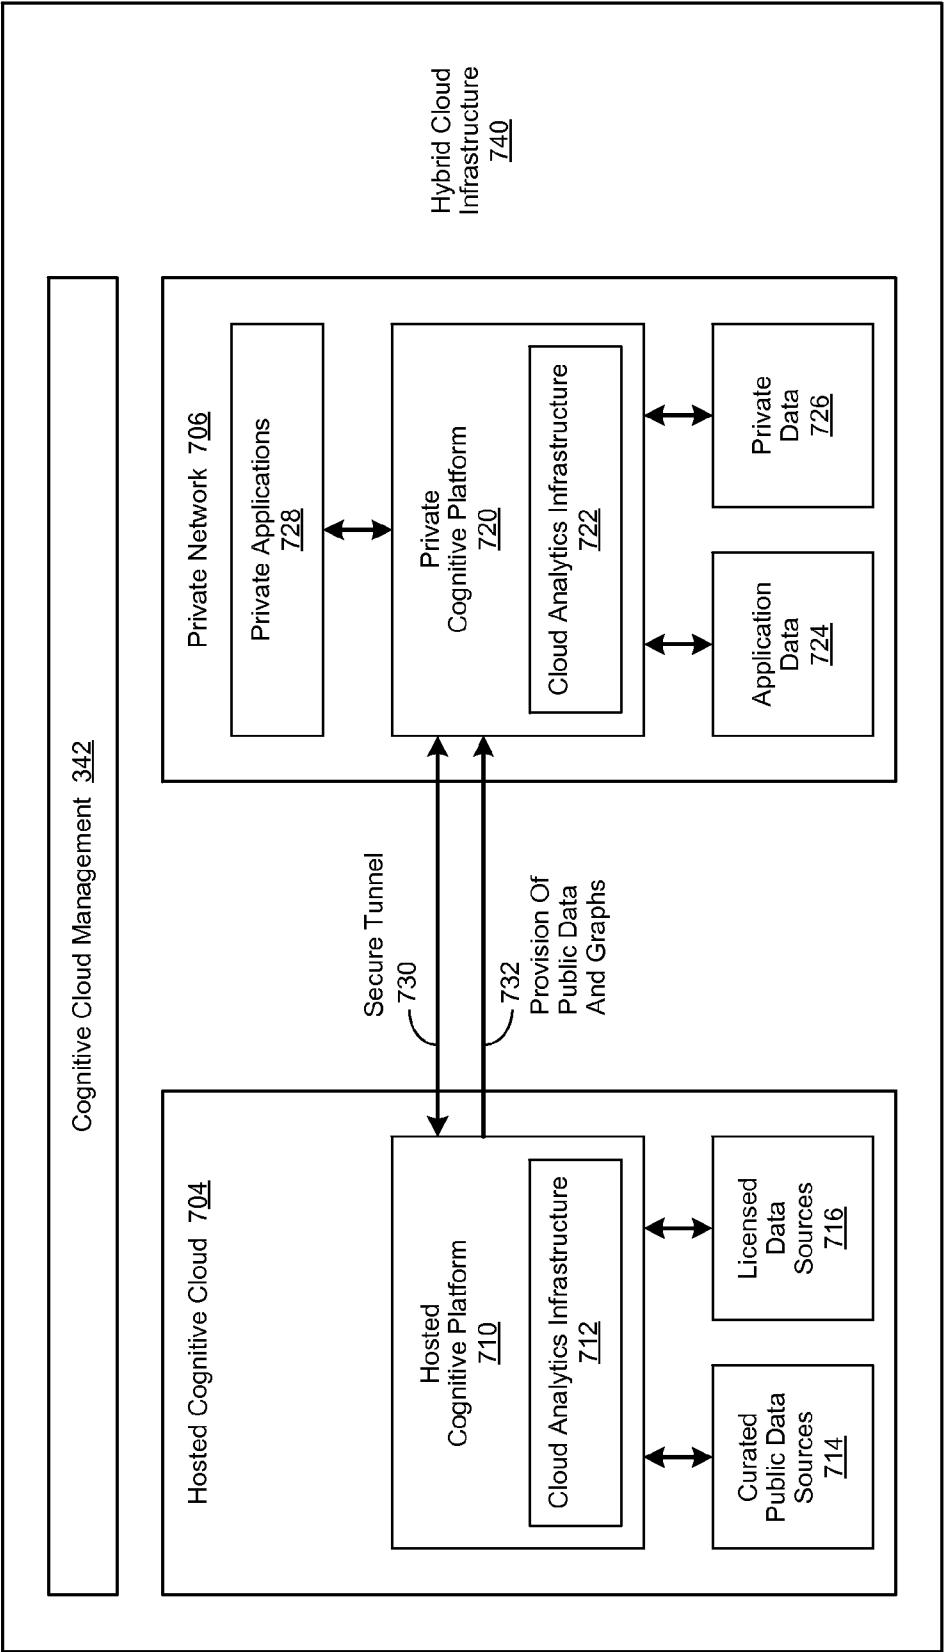 Cognitive Cloud Management 342
Hosted Cognitive Cloud 704
Hosted
Cognitive Platform
710
Cloud Analytics Infrastructure
712
Curated
Public Data
Sources
714
Licensed
Data
Sources
716
Secure Tunnel
730
732
Provision Of
Public Data
And Graphs
Private Network 706
Private Applications
728
Private
Cognitive Platform
720
Cloud Analytics Infrastructure
722
Application
Data
724
Private
Data
726
Hybrid Cloud
Infrastructure
740